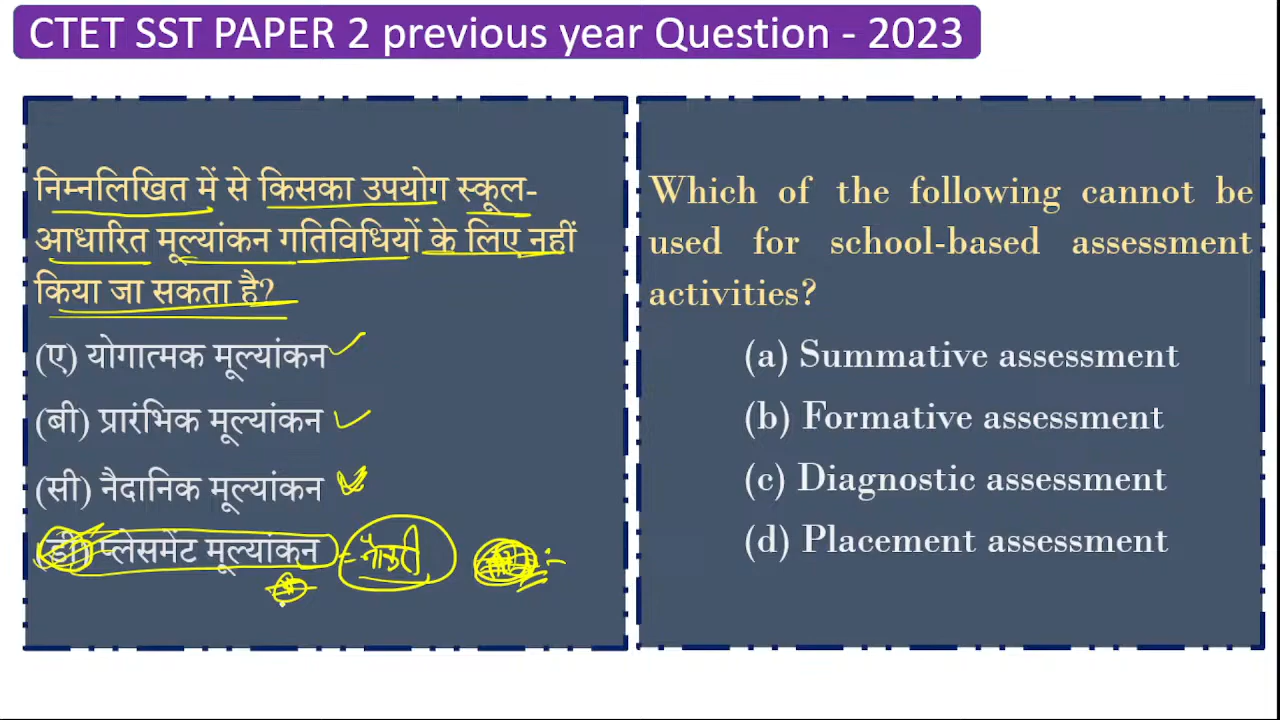 CTET SST PAPER 2 previous year Question - 2023
निम्नलिखित में से किसका उपयोग स्कूल-
आधारित मूल्यांकन गतिविधियों के लिए नहीं
किया जा सकता है?
(ए) योगात्मक मूल्यांकन
(बी) प्रारंभिक मूल्यांकन
(सी) नैदानिक मूल्यांकन
(डी) प्लेसमेंट मूल्यांकन
Which of the following cannot be
used for school-based assessment
activities?
(a) Summative assessment
(b) Formative assessment
(c) Diagnostic assessment
(d) Placement assessment